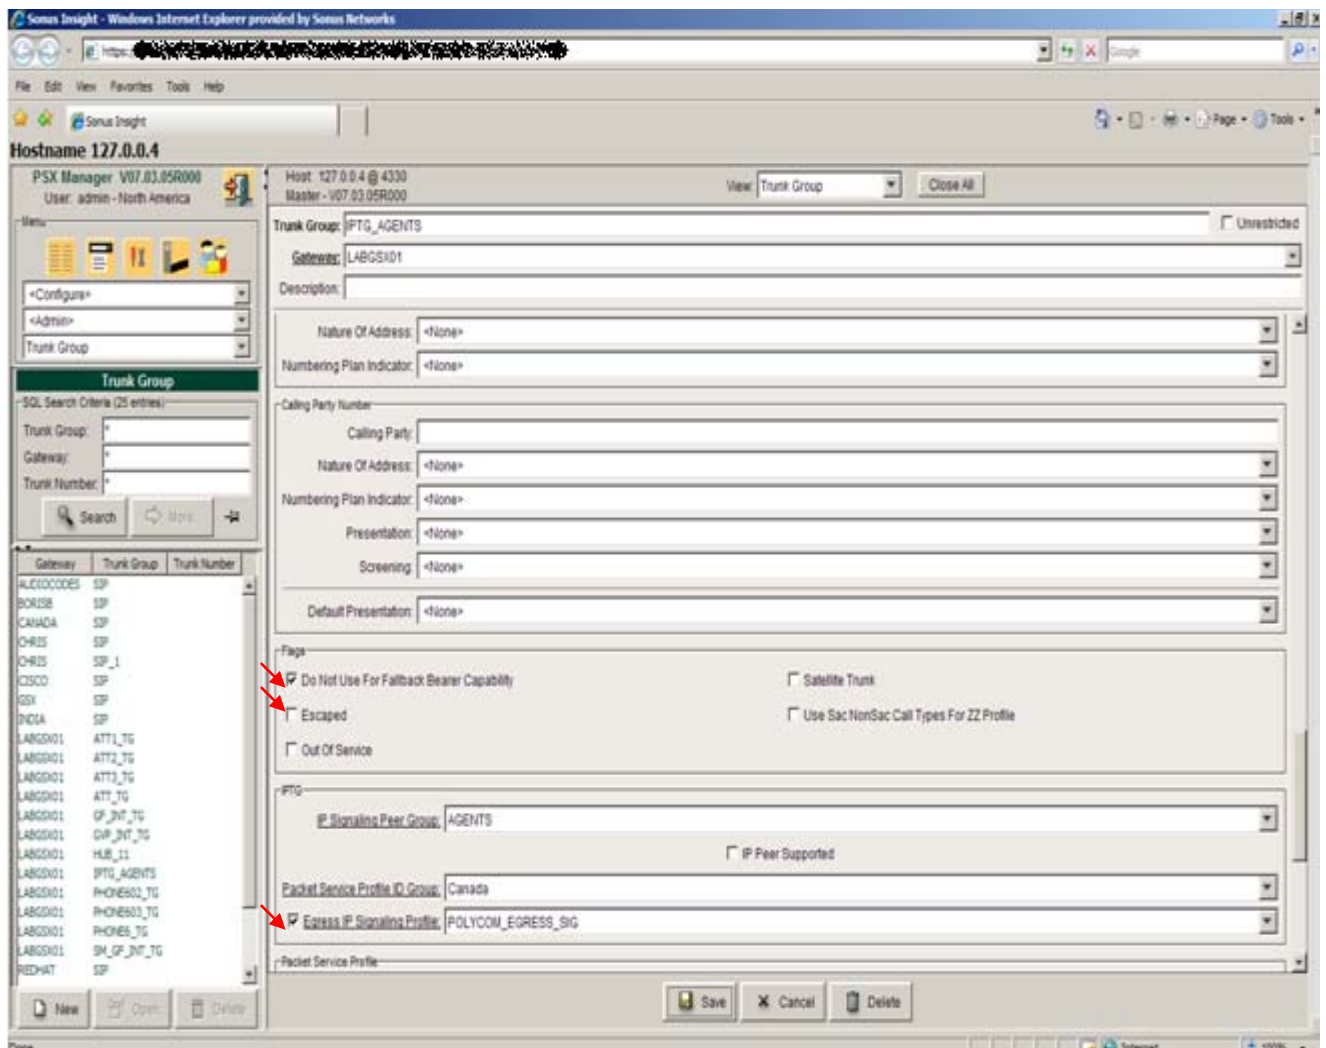 Sonus Insight - Windows Internet Explorer provided by Sonus Networks
https:
Google
File Edit View Favorites Tools Help
Sonus Insight
Page
Tools
Hostname 127.0.0.4
PSX Manager V07.03.05R000
User: admin - North America
Menu
<Configure>
<Admin>
Trunk Group
Trunk Group
SQL Search Criteria (25 entries)
Trunk Group: *
Gateway: *
Trunk Number: *
Search
More
Gateway Trunk Group Trunk Number
AUDIOCODES SIP
BORISB SIP
CANADA SIP
CHRIS SIP
CHRIS SIP_1
CISCO SIP
GSX SIP
INDIA SIP
LABGSX01 ATT1_TG
LABGSX01 ATT2_TG
LABGSX01 ATT3_TG
LABGSX01 ATT_TG
LABGSX01 GF_INT_TG
LABGSX01 GVP_INT_TG
LABGSX01 HUB_11
LABGSX01 IPTG_AGENTS
LABGSX01 PHONE602_TG
LABGSX01 PHONE603_TG
LABGSX01 PHONE6_TG
LABGSX01 SM_GF_INT_TG
REDHAT SIP
New
Open
Delete
Host: 127.0.0.4 @ 4330
Master - V07.03.05R000
View: Trunk Group
Close All
Trunk Group: IPTG_AGENTS
Unrestricted
Gateway: LABGSX01
Description:
Nature Of Address: <None>
Numbering Plan Indicator: <None>
Calling Party Number
Calling Party:
Nature Of Address: <None>
Numbering Plan Indicator: <None>
Presentation: <None>
Screening: <None>
Default Presentation: <None>
Flags
Do Not Use For Fallback Bearer Capability
Satellite Trunk
Escaped
Use Sac NonSac Call Types For ZZ Profile
Out Of Service
IPTG
IP Signaling Peer Group: AGENTS
IP Peer Supported
Packet Service Profile ID Group: Canada
Egress IP Signaling Profile: POLYCOM_EGRESS_SIG
Packet Service Profile
Save
Cancel
Delete
Done
Internet
100%